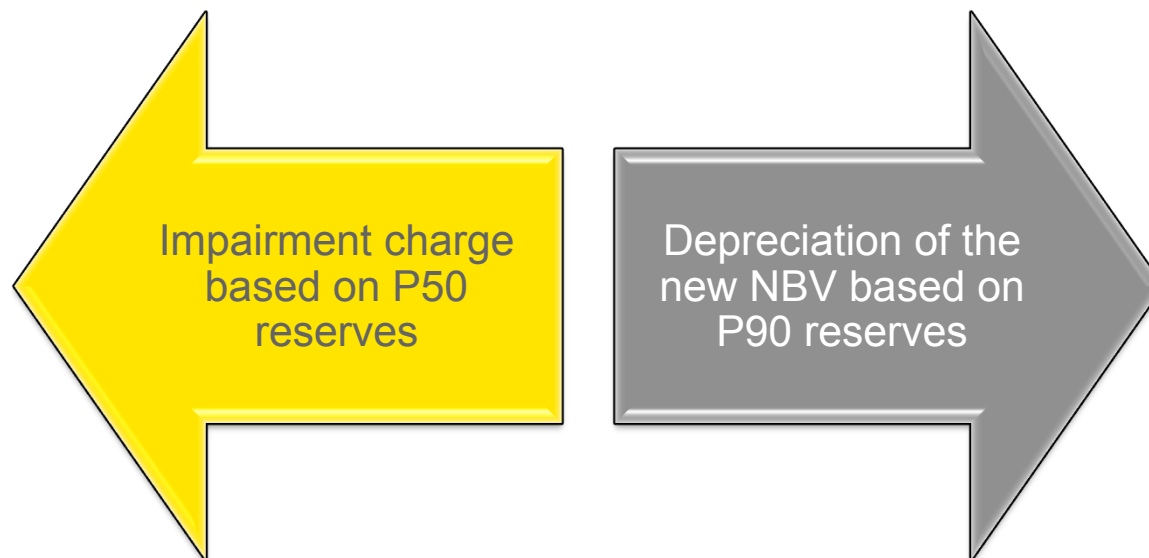 Impairment charge
based on P50
reserves
Depreciation of the
new NBV based on
P90 reserves